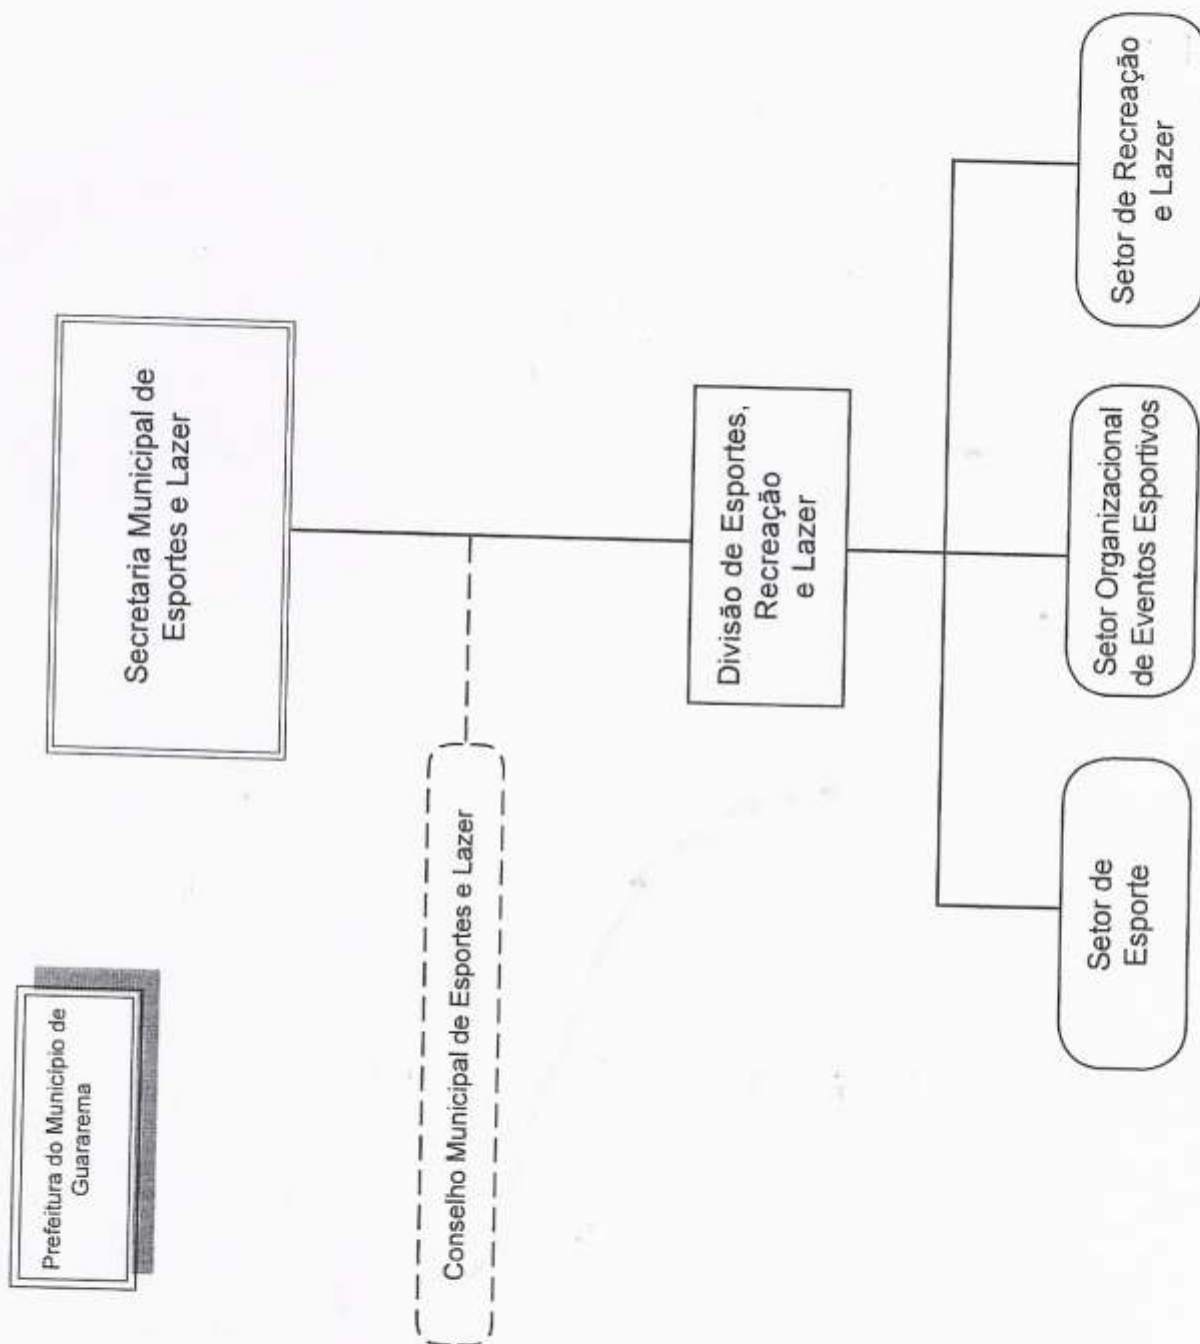 Prefeitura do Município de
Guararema
Secretaria Municipal de
Esportes e Lazer
Conselho Municipal de Esportes e Lazer
Divisão de Esportes,
Recreação
e Lazer
Setor de
Esporte
Setor Organizacional
de Eventos Esportivos
Setor de Recreação
e Lazer